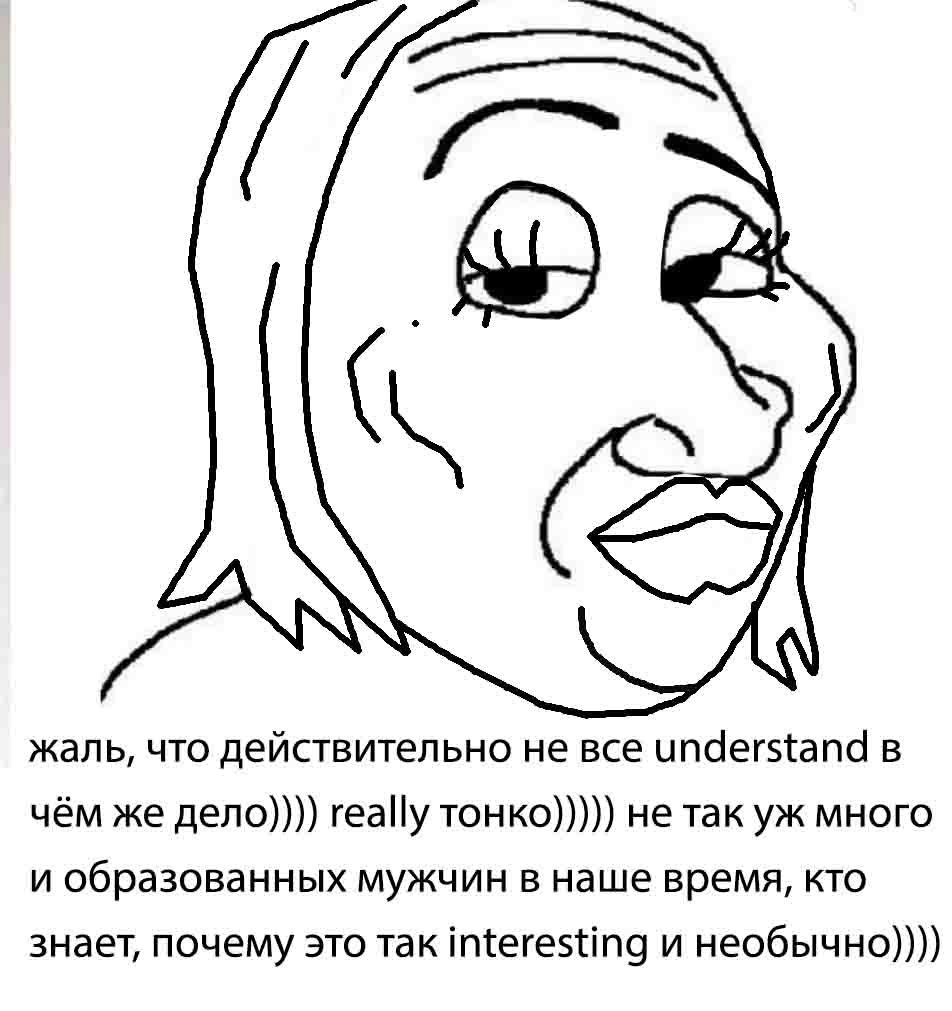 жаль, что действительно не все understand в
чём же дело)))) really тонко))))) не так уж много
и образованных мужчин в наше время, кто
знает, почему это так interesting и необычно))))